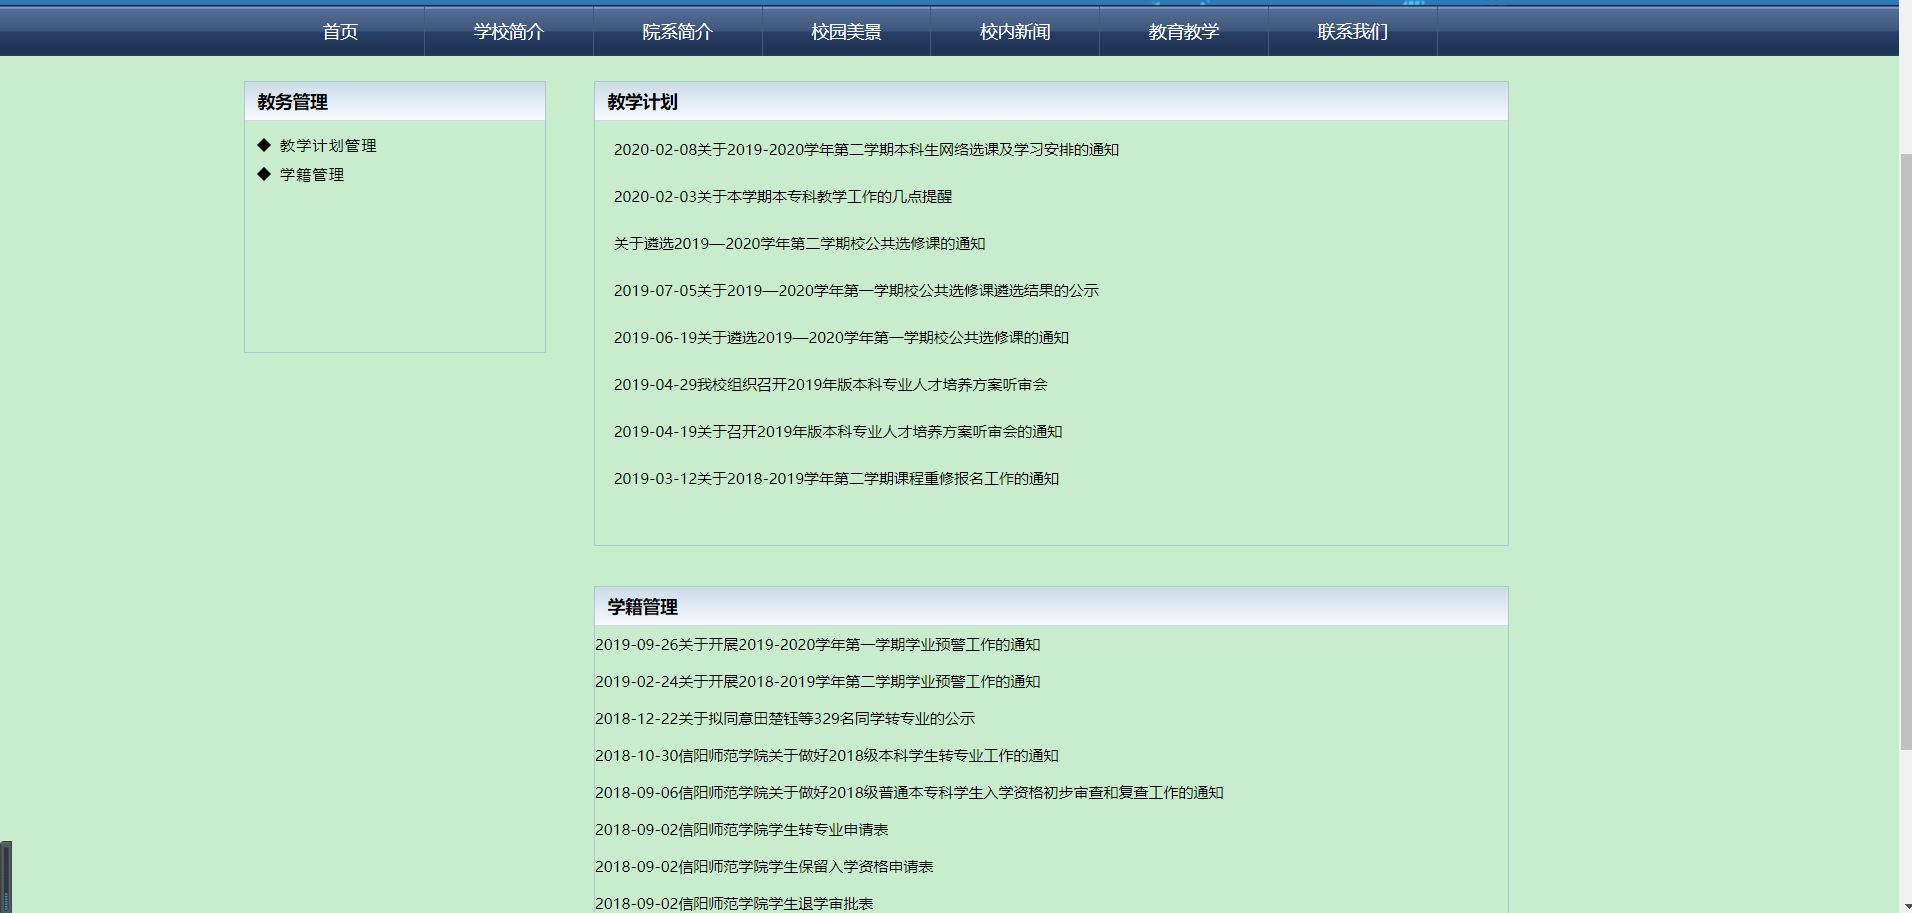 首页 学校简介 院系简介 校园美景 校内新闻 教育教学 联系我们
教务管理
◆ 教学计划管理
◆ 学籍管理
教学计划
2020-02-08关于2019-2020学年第二学期本科生网络选课及学习安排的通知
2020-02-03关于本学期本专科教学工作的几点提醒
关于遴选2019—2020学年第二学期校公共选修课的通知
2019-07-05关于2019—2020学年第一学期校公共选修课遴选结果的公示
2019-06-19关于遴选2019—2020学年第一学期校公共选修课的通知
2019-04-29我校组织召开2019年版本科专业人才培养方案听审会
2019-04-19关于召开2019年版本科专业人才培养方案听审会的通知
2019-03-12关于2018-2019学年第二学期课程重修报名工作的通知
学籍管理
2019-09-26关于开展2019-2020学年第一学期学业预警工作的通知
2019-02-24关于开展2018-2019学年第二学期学业预警工作的通知
2018-12-22关于拟同意田楚钰等329名同学转专业的公示
2018-10-30信阳师范学院关于做好2018级本科学生转专业工作的通知
2018-09-06信阳师范学院关于做好2018级普通本专科学生入学资格初步审查和复查工作的通知
2018-09-02信阳师范学院学生转专业申请表
2018-09-02信阳师范学院学生保留入学资格申请表
2018-09-02信阳师范学院学生退学审批表